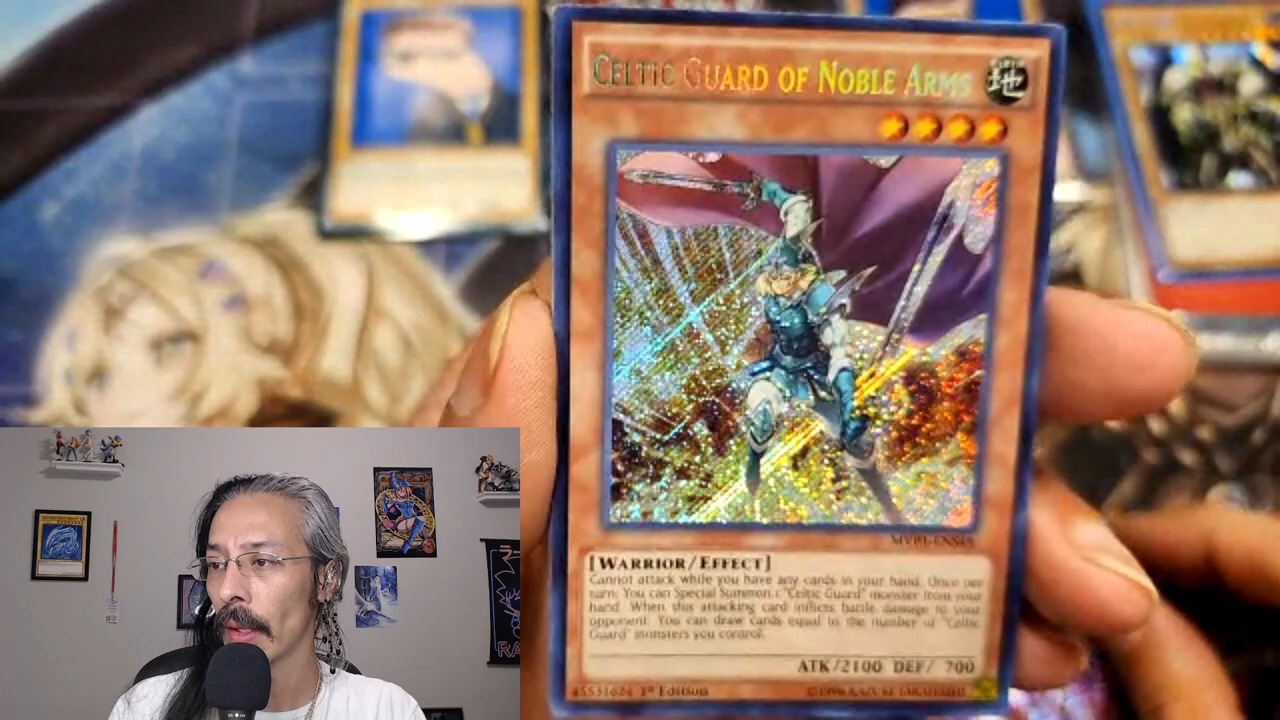 CELTIC GUARD OF NOBLE ARMS
地
[WARRIOR/EFFECT]
Cannot attack while you have any cards in your hand. Once per
turn: You can Special Summon 1 "Celtic Guard" monster from your
hand. When this attacking card inflicts battle damage to your
opponent: You can draw cards equal to the number of "Celtic
Guard" monsters you control.
ATK/2100 DEF/ 700
1st Edition
RA